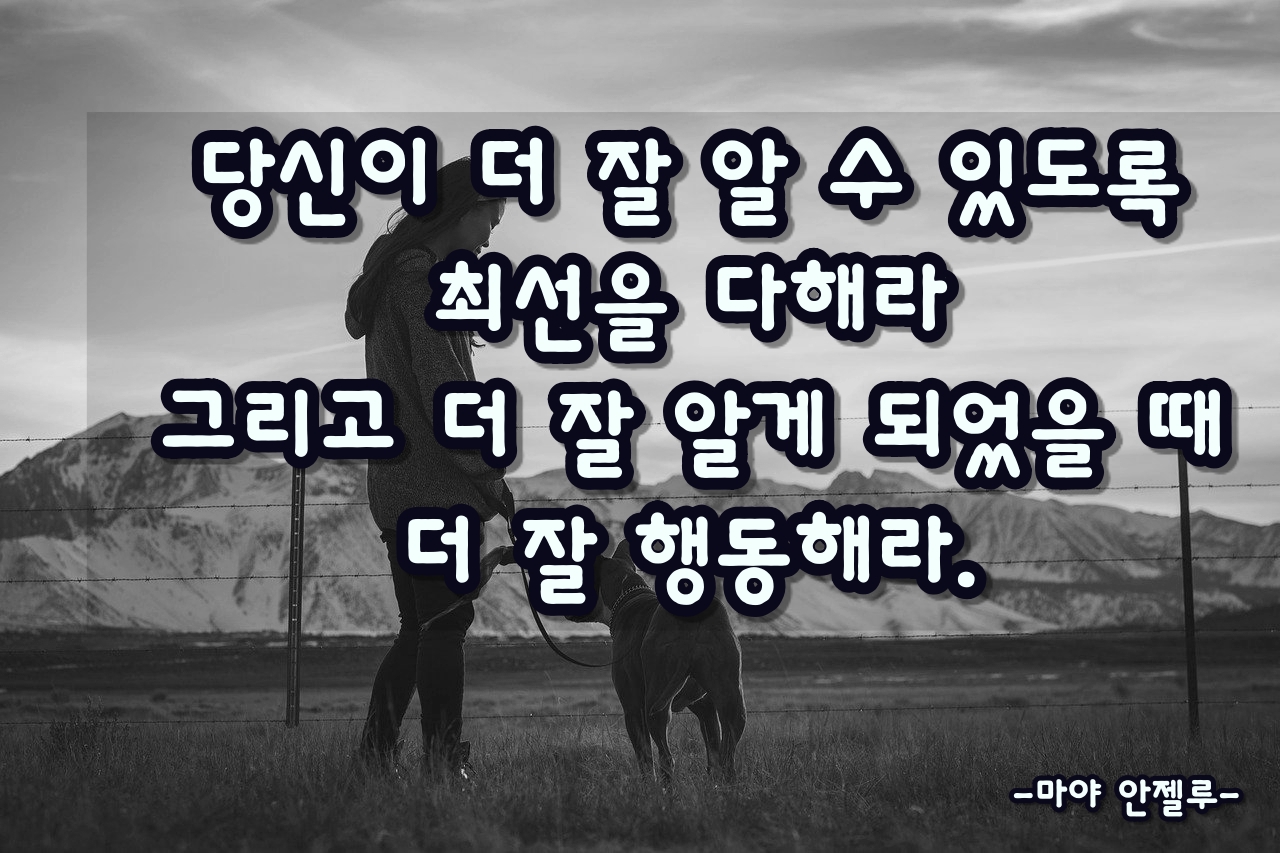 당신이 더 잘 알 수 있도록
최선을 다해라
그리고 더 잘 알게 되었을 때
더 잘 행동해라.
-마야 안젤루-